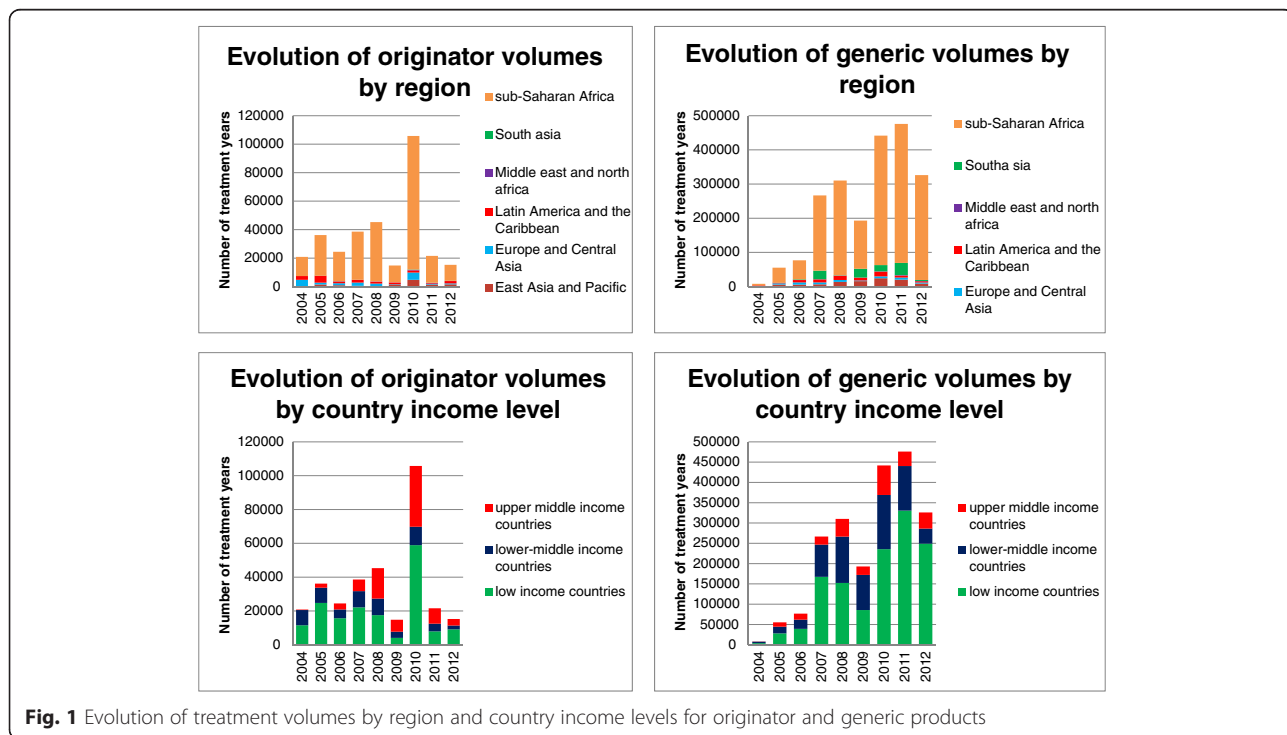 Evolution of originator volumes
by region
Number of treatment years
120000
100000
80000
60000
40000
20000
0
2004
2005
2006
2007
2008
2009
2010
2011
2012
sub-Saharan Africa
South asia
Middle east and north
africa
Latin America and the
Caribbean
Europe and Central
Asia
East Asia and Pacific
Evolution of generic volumes by
region
Number of treatment years
500000
400000
300000
200000
100000
0
2004
2005
2006
2007
2008
2009
2010
2011
2012
sub-Saharan Africa
Southa sia
Middle east and north
africa
Latin America and the
Caribbean
Europe and Central
Asia
Evolution of originator volumes
by country income level
Number of treatment years
120000
100000
80000
60000
40000
20000
0
2004
2005
2006
2007
2008
2009
2010
2011
2012
upper middle income
countries
lower-middle income
countries
low income countries
Evolution of generic volumes by
country income level
Number of treatment years
500000
450000
400000
350000
300000
250000
200000
150000
100000
50000
0
2004
2005
2006
2007
2008
2009
2010
2011
2012
upper middle income
countries
lower-middle income
countries
low income countries
Fig. 1 Evolution of treatment volumes by region and country income levels for originator and generic products